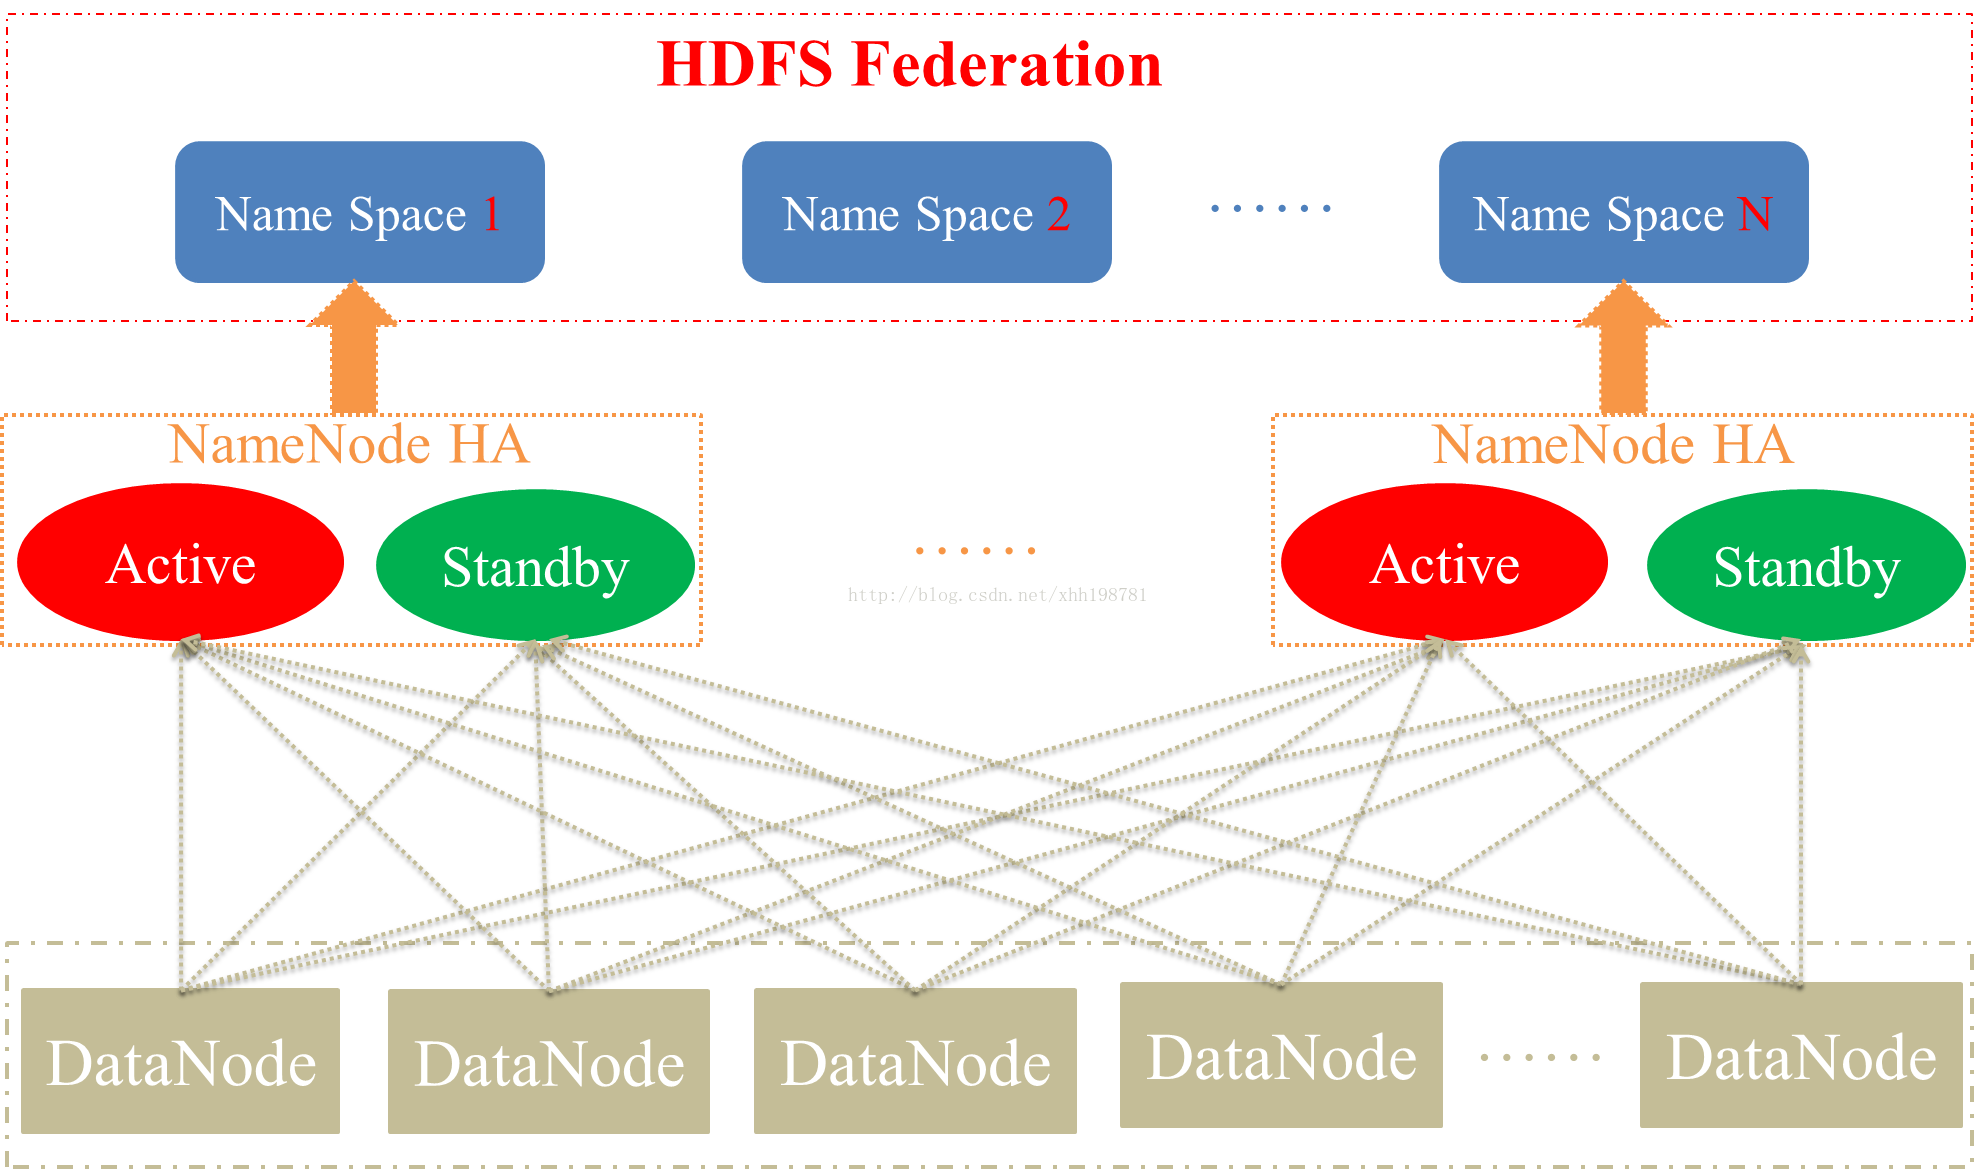 HDFS Federation
Name Space 1
Name Space 2
······
Name Space N
NameNode HA
NameNode HA
Active
Standby
······
Active
Standby
http://blog.csdn.net/xhh198781
DataNode
DataNode
DataNode
DataNode
······
DataNode